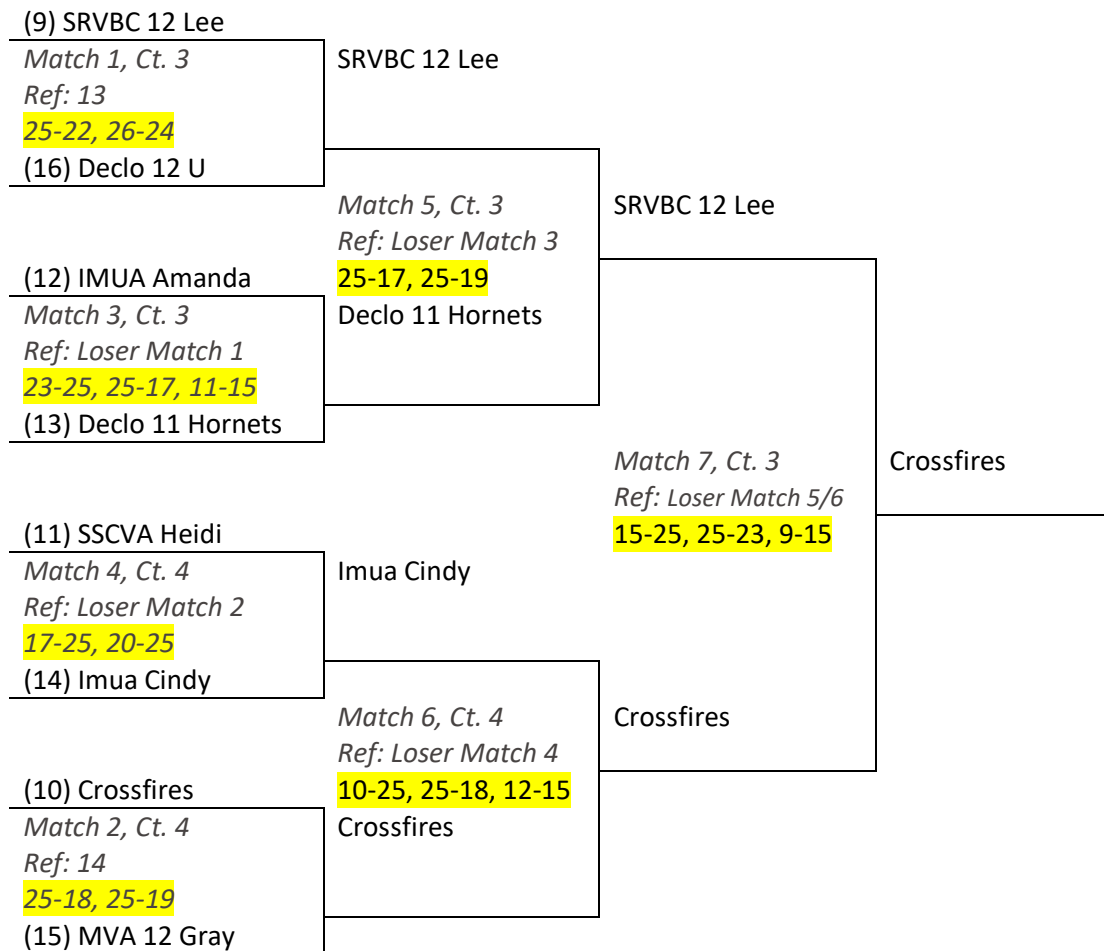 (9) SRVBC 12 Lee
Match 1, Ct. 3
Ref: 13
25-22, 26-24
(16) Declo 12 U
SRVBC 12 Lee
Match 5, Ct. 3
Ref: Loser Match 3
25-17, 25-19
Declo 11 Hornets
(12) IMUA Amanda
Match 3, Ct. 3
Ref: Loser Match 1
23-25, 25-17, 11-15
(13) Declo 11 Hornets
SRVBC 12 Lee
Match 7, Ct. 3
Ref: Loser Match 5/6
15-25, 25-23, 9-15
Crossfires
(11) SSCVA Heidi
Match 4, Ct. 4
Ref: Loser Match 2
17-25, 20-25
(14) Imua Cindy
Imua Cindy
Match 6, Ct. 4
Ref: Loser Match 4
10-25, 25-18, 12-15
Crossfires
Crossfires
(10) Crossfires
Match 2, Ct. 4
Ref: 14
25-18, 25-19
(15) MVA 12 Gray